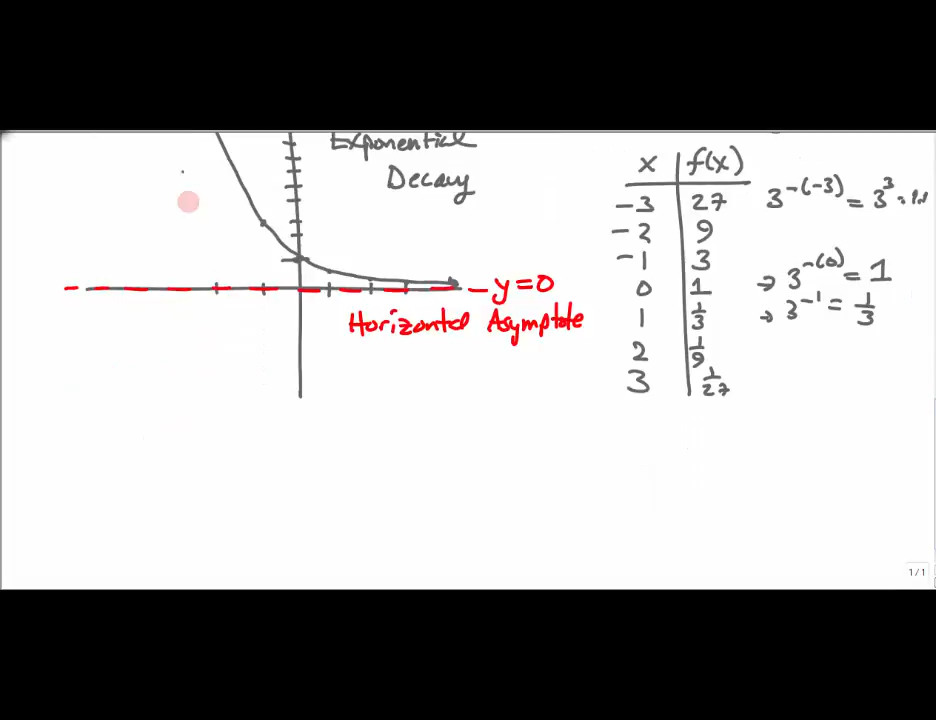 Exponential
Decay
y=0
Horizontal Asymptote
x f(x)
-3 27
-2 9
-1 3
0 1
1 1/3
2 1/9
3 1/27
3^-(-3) = 3^3
→ 3^-(0) = 1
→ 3^-1 = 1/3
1/1